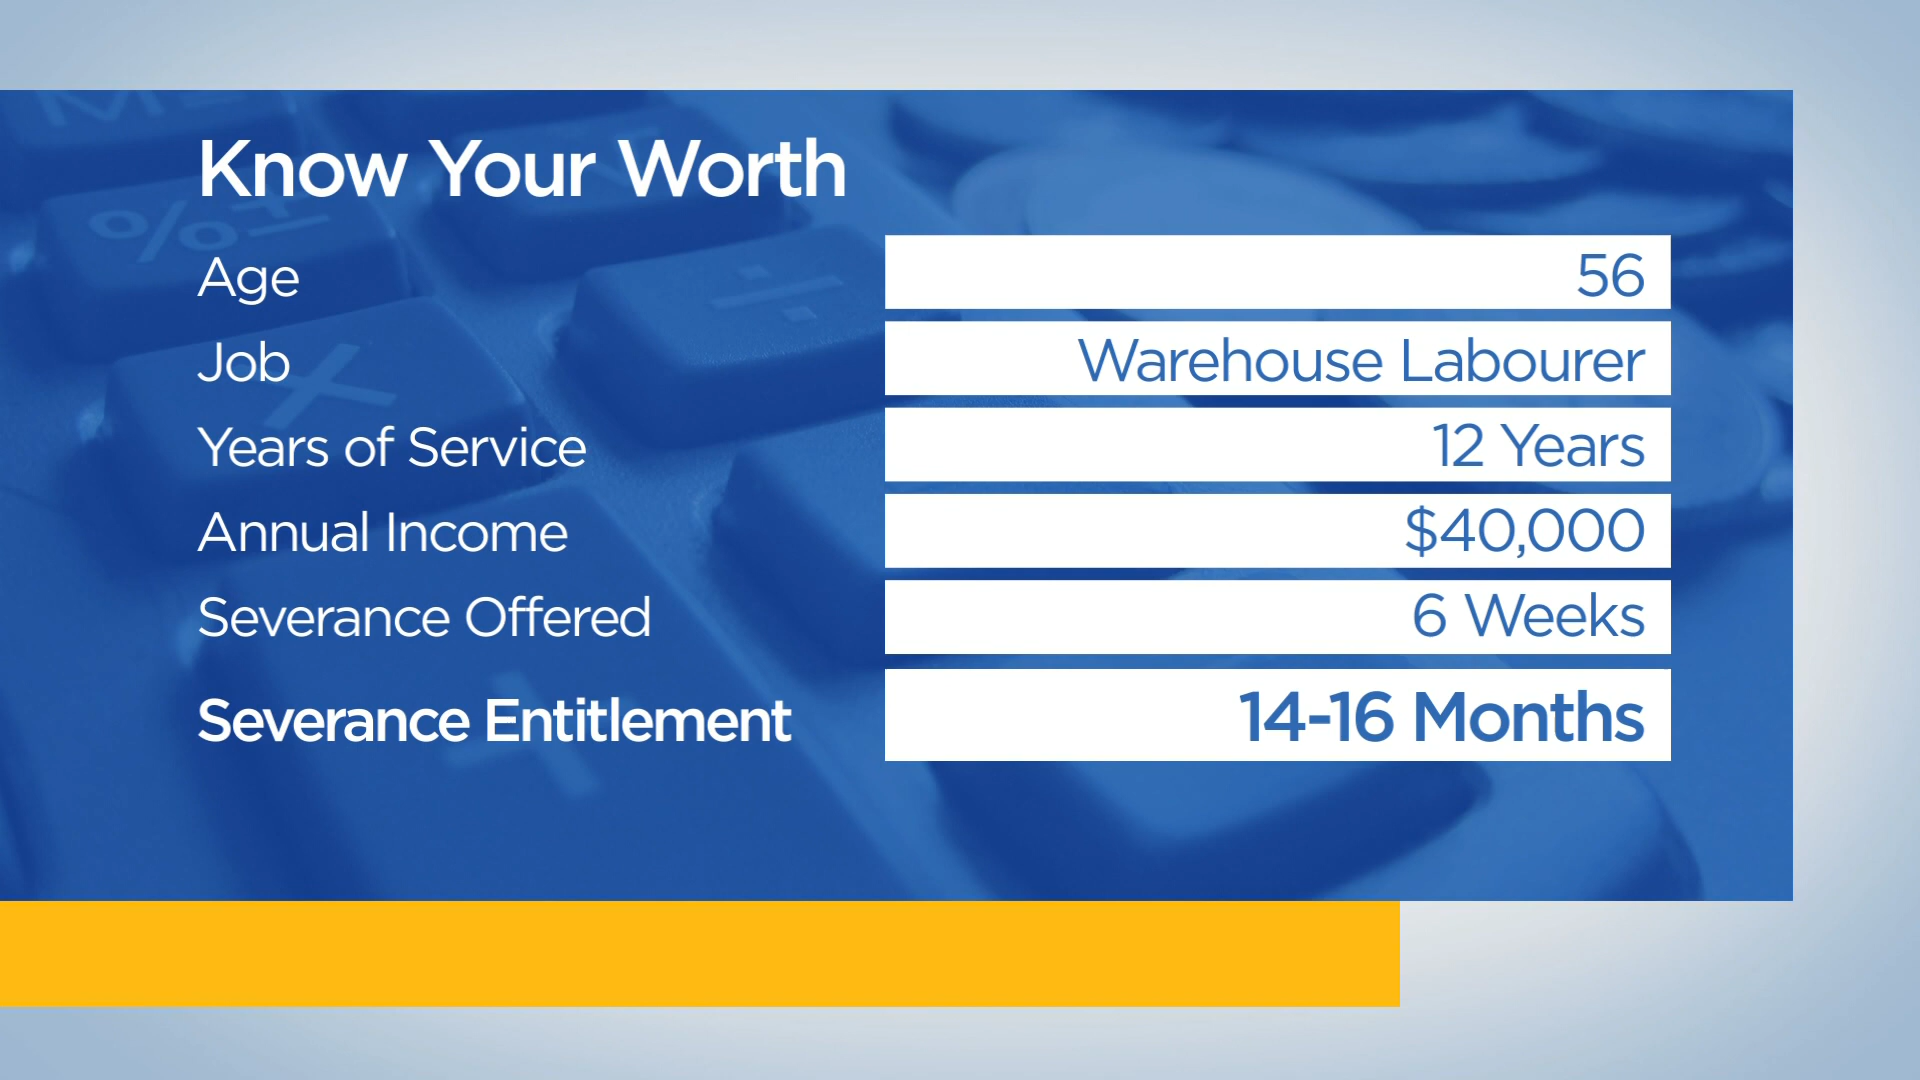 Know Your Worth
Age 56
Job Warehouse Labourer
Years of Service 12 Years
Annual Income $40,000
Severance Offered 6 Weeks
Severance Entitlement 14-16 Months